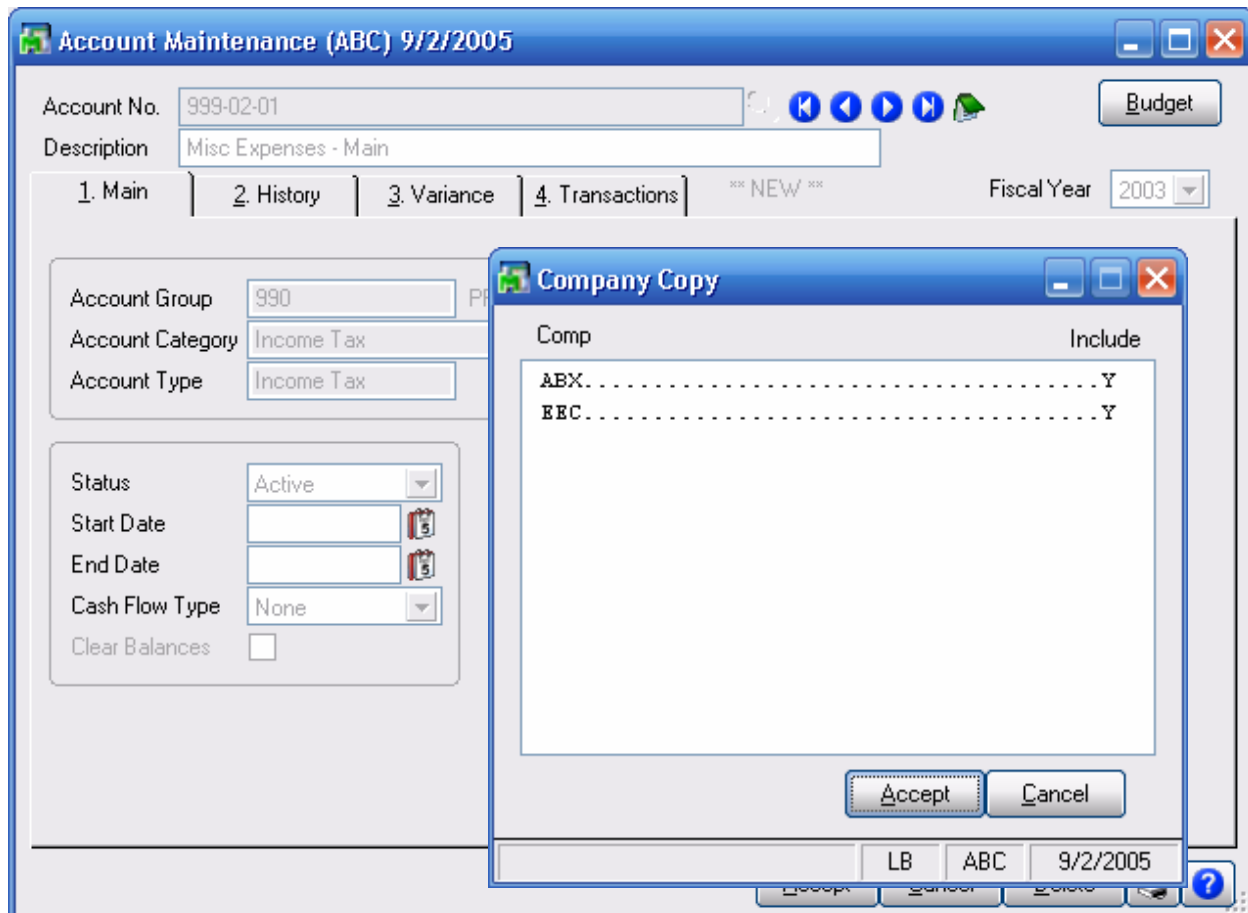 Account Maintenance (ABC) 9/2/2005
Account No. 999-02-01 Budget
Description Misc Expenses - Main
1. Main 2. History 3. Variance 4. Transactions ** NEW ** Fiscal Year 2003
Account Group 990
Account Category Income Tax
Account Type Income Tax
Status Active
Start Date
End Date
Cash Flow Type None
Clear Balances
Company Copy
Comp Include
ABX......................................Y
EEC......................................Y
Accept Cancel
LB ABC 9/2/2005
Accept Cancel Delete